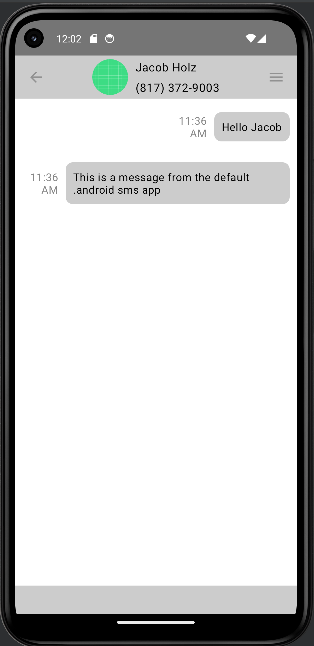 12:02
Jacob Holz
(817) 372-9003
11:36
AM
Hello Jacob
11:36
AM
This is a message from the default
.android sms app